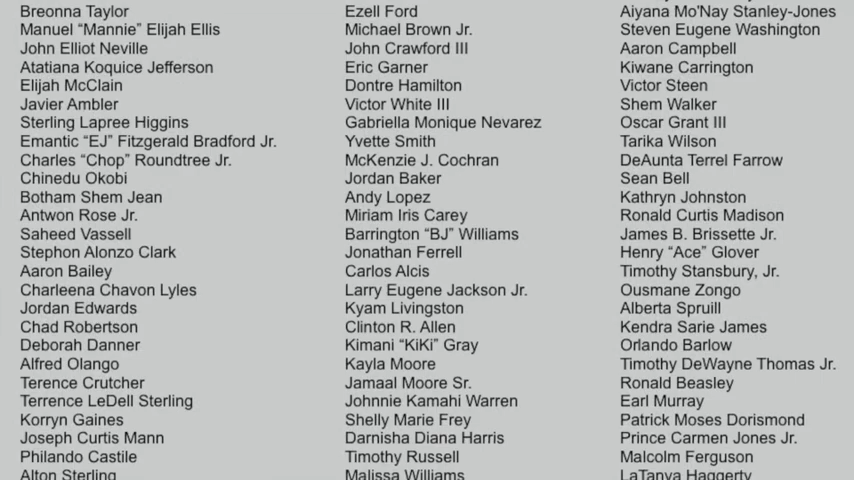 Breonna Taylor
Manuel “Mannie” Elijah Ellis
John Elliot Neville
Atatiana Koquice Jefferson
Elijah McClain
Javier Ambler
Sterling Lapree Higgins
Emantic “EJ” Fitzgerald Bradford Jr.
Charles “Chop” Roundtree Jr.
Chinedu Okobi
Botham Shem Jean
Antwon Rose Jr.
Saheed Vassell
Stephon Alonzo Clark
Aaron Bailey
Charleena Chavon Lyles
Jordan Edwards
Chad Robertson
Deborah Danner
Alfred Olango
Terence Crutcher
Terrence LeDell Sterling
Korryn Gaines
Joseph Curtis Mann
Philando Castile
Alton Sterling
Ezell Ford
Michael Brown Jr.
John Crawford III
Eric Garner
Dontre Hamilton
Victor White III
Gabriella Monique Nevarez
Yvette Smith
McKenzie J. Cochran
Jordan Baker
Andy Lopez
Miriam Iris Carey
Barrington “BJ” Williams
Jonathan Ferrell
Carlos Alcis
Larry Eugene Jackson Jr.
Kyam Livingston
Clinton R. Allen
Kimani “KiKi” Gray
Kayla Moore
Jamaal Moore Sr.
Johnnie Kamahi Warren
Shelly Marie Frey
Darnisha Diana Harris
Timothy Russell
Malissa Williams
Aiyana Mo'Nay Stanley-Jones
Steven Eugene Washington
Aaron Campbell
Kiwane Carrington
Victor Steen
Shem Walker
Oscar Grant III
Tarika Wilson
DeAunta Terrel Farrow
Sean Bell
Kathryn Johnston
Ronald Curtis Madison
James B. Brissette Jr.
Henry “Ace” Glover
Timothy Stansbury, Jr.
Ousmane Zongo
Alberta Spruill
Kendra Sarie James
Orlando Barlow
Timothy DeWayne Thomas Jr.
Ronald Beasley
Earl Murray
Patrick Moses Dorismond
Prince Carmen Jones Jr.
Malcolm Ferguson
LaTanya Haggerty